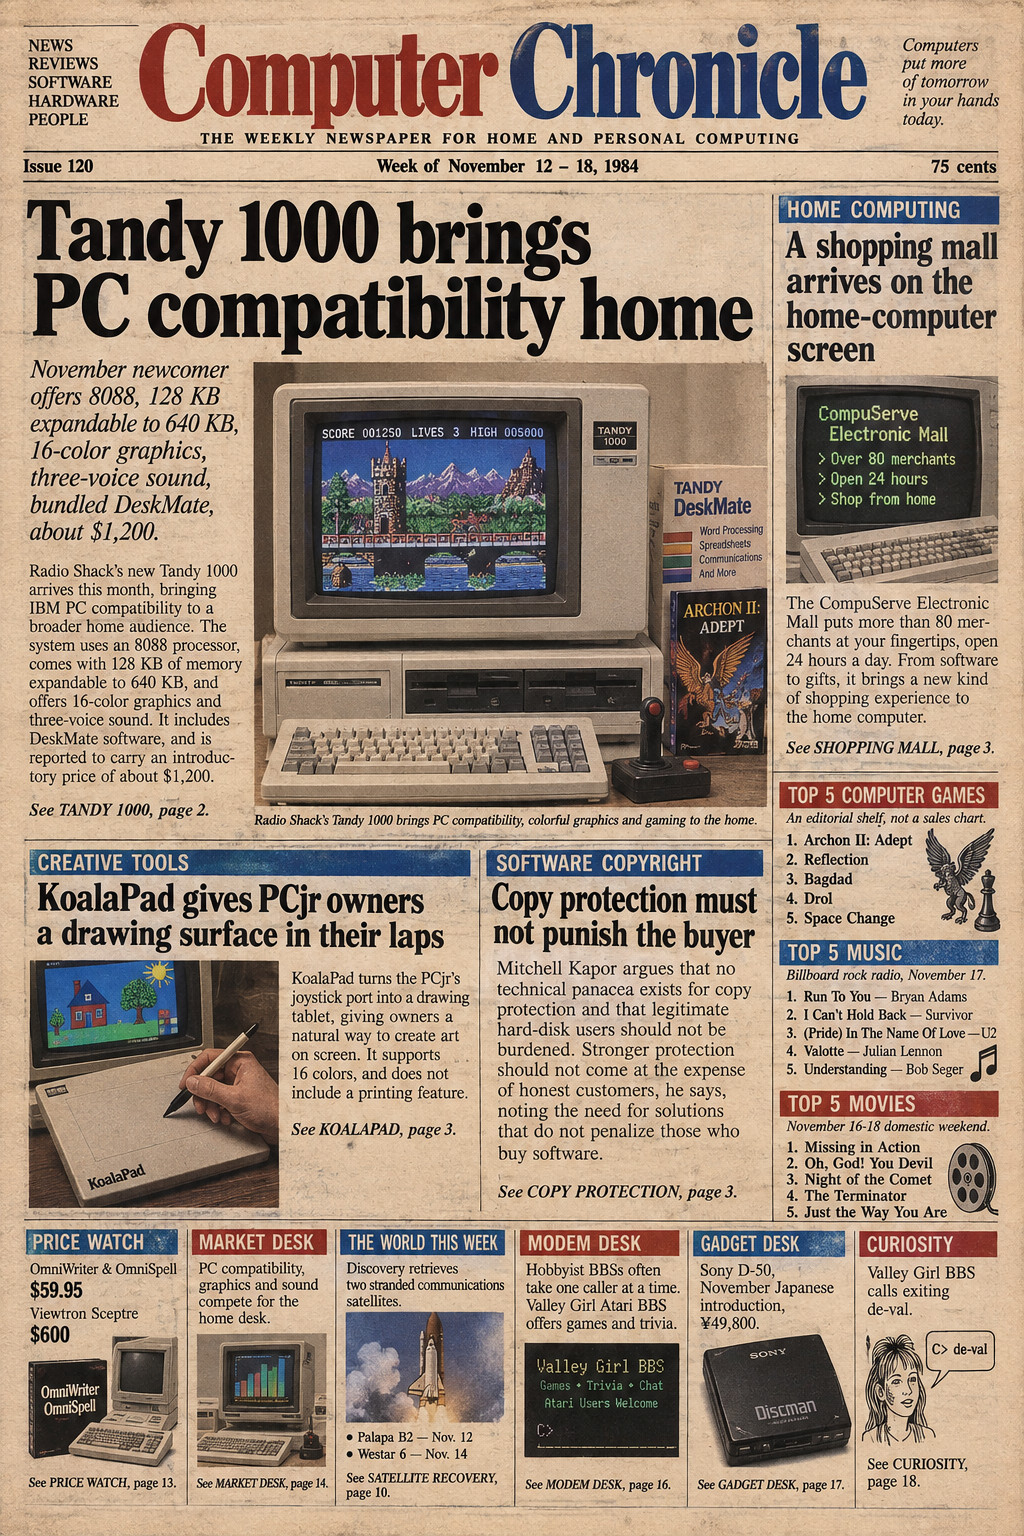 NEWS
REVIEWS
SOFTWARE
HARDWARE
PEOPLE
Computer Chronicle
Computers
put more
of tomorrow
in your hands
today.
THE WEEKLY NEWSPAPER FOR HOME AND PERSONAL COMPUTING
Issue 120
Week of November 12 – 18, 1984
75 cents
Tandy 1000 brings
PC compatibility home
November newcomer
offers 8088, 128 KB
expandable to 640 KB,
16-color graphics,
three-voice sound,
bundled DeskMate,
about $1,200.
Radio Shack's new Tandy 1000
arrives this month, bringing
IBM PC compatibility to a
broader home audience. The
system uses an 8088 processor,
comes with 128 KB of memory
expandable to 640 KB, and
offers 16-color graphics and
three-voice sound. It includes
DeskMate software, and is
reported to carry an introduc-
tory price of about $1,200.
See TANDY 1000, page 2.
SCORE 001250 LIVES 3 HIGH 005000
TANDY
1000
TANDY
DeskMate
Word Processing
Spreadsheets
Communications
And More
ARCHON II:
ADEPT
Radio Shack's Tandy 1000 brings PC compatibility, colorful graphics and gaming to the home.
HOME COMPUTING
A shopping mall
arrives on the
home-computer
screen
CompuServe
Electronic Mall
> Over 80 merchants
> Open 24 hours
> Shop from home
The CompuServe Electronic
Mall puts more than 80 mer-
chants at your fingertips, open
24 hours a day. From software
to gifts, it brings a new kind
of shopping experience to
the home computer.
See SHOPPING MALL, page 3.
TOP 5 COMPUTER GAMES
An editorial shelf, not a sales chart.
1. Archon II: Adept
2. Reflection
3. Bagdad
4. Drol
5. Space Change
TOP 5 MUSIC
Billboard rock radio, November 17.
1. Run To You — Bryan Adams
2. I Can't Hold Back — Survivor
3. (Pride) In The Name Of Love — U2
4. Valotte — Julian Lennon
5. Understanding — Bob Seger
TOP 5 MOVIES
November 16-18 domestic weekend.
1. Missing in Action
2. Oh, God! You Devil
3. Night of the Comet
4. The Terminator
5. Just the Way You Are
CREATIVE TOOLS
KoalaPad gives PCjr owners
a drawing surface in their laps
KoalaPad
KoalaPad turns the PCjr's
joystick port into a drawing
tablet, giving owners a
natural way to create art
on screen. It supports
16 colors, and does not
include a printing feature.
See KOALAPAD, page 3.
SOFTWARE COPYRIGHT
Copy protection must
not punish the buyer
Mitchell Kapor argues that no
technical panacea exists for copy
protection and that legitimate
hard-disk users should not be
burdened. Stronger protection
should not come at the expense
of honest customers, he says,
noting the need for solutions
that do not penalize those who
buy software.
See COPY PROTECTION, page 3.
PRICE WATCH
OmniWriter & OmniSpell
$59.95
Viewtron Sceptre
$600
OmniWriter
OmniSpell
See PRICE WATCH, page 13.
MARKET DESK
PC compatibility,
graphics and sound
compete for the
home desk.
See MARKET DESK, page 14.
THE WORLD THIS WEEK
Discovery retrieves
two stranded communications
satellites.
• Palapa B2 — Nov. 12
• Westar 6 — Nov. 14
See SATELLITE RECOVERY,
page 10.
MODEM DESK
Hobbyist BBSs often
take one caller at a time.
Valley Girl Atari BBS
offers games and trivia.
Valley Girl BBS
Games • Trivia • Chat
Atari Users Welcome
C>
See MODEM DESK, page 16.
GADGET DESK
Sony D-50,
November Japanese
introduction,
¥49,800.
SONY
Discman
See GADGET DESK, page 17.
CURIOSITY
Valley Girl BBS
calls exiting
de-val.
C> de-val
See CURIOSITY,
page 18.